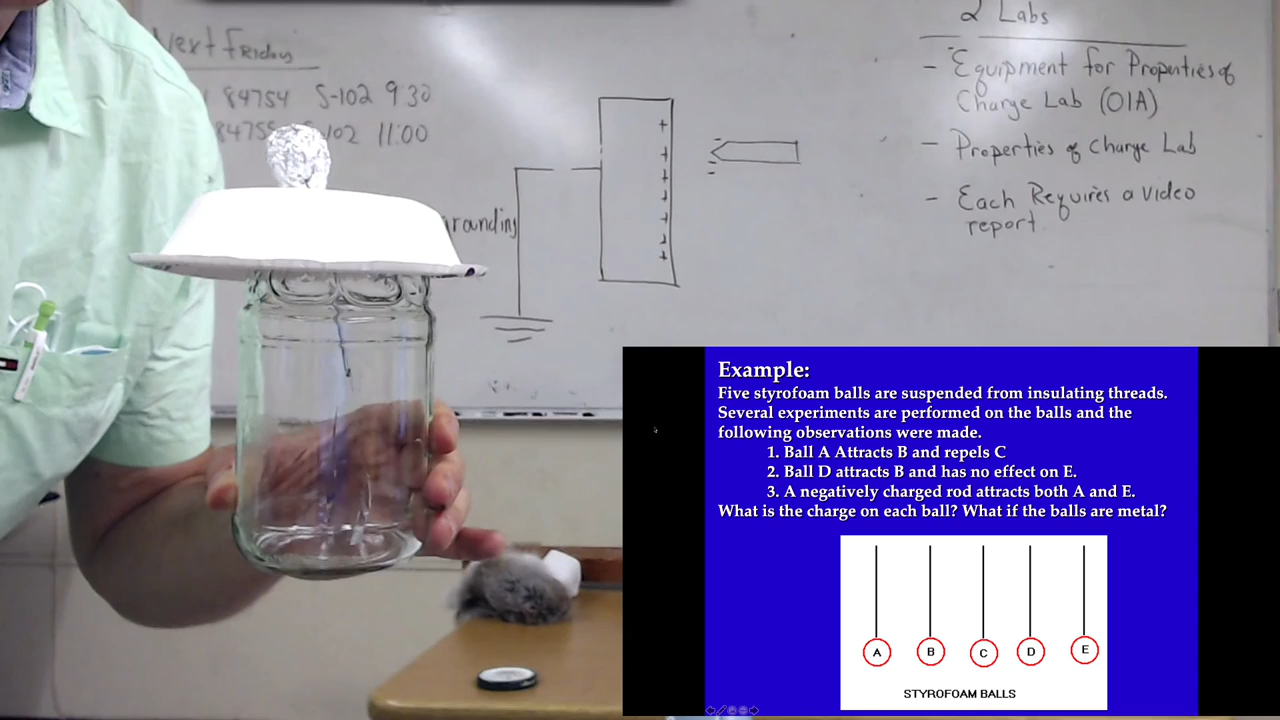 Next Friday
84754 S-102 9:30
8475 102 11:00
rounding
+
+
+
+
+
+
+
2 Labs
- Equipment for Properties of
Charge Lab (OIA)
- Properties of Charge Lab
- Each Requires a video
report
Example:
Five styrofoam balls are suspended from insulating threads.
Several experiments are performed on the balls and the
following observations were made.
1. Ball A Attracts B and repels C
2. Ball D attracts B and has no effect on E.
3. A negatively charged rod attracts both A and E.
What is the charge on each ball? What if the balls are metal?
A B C D E
STYROFOAM BALLS